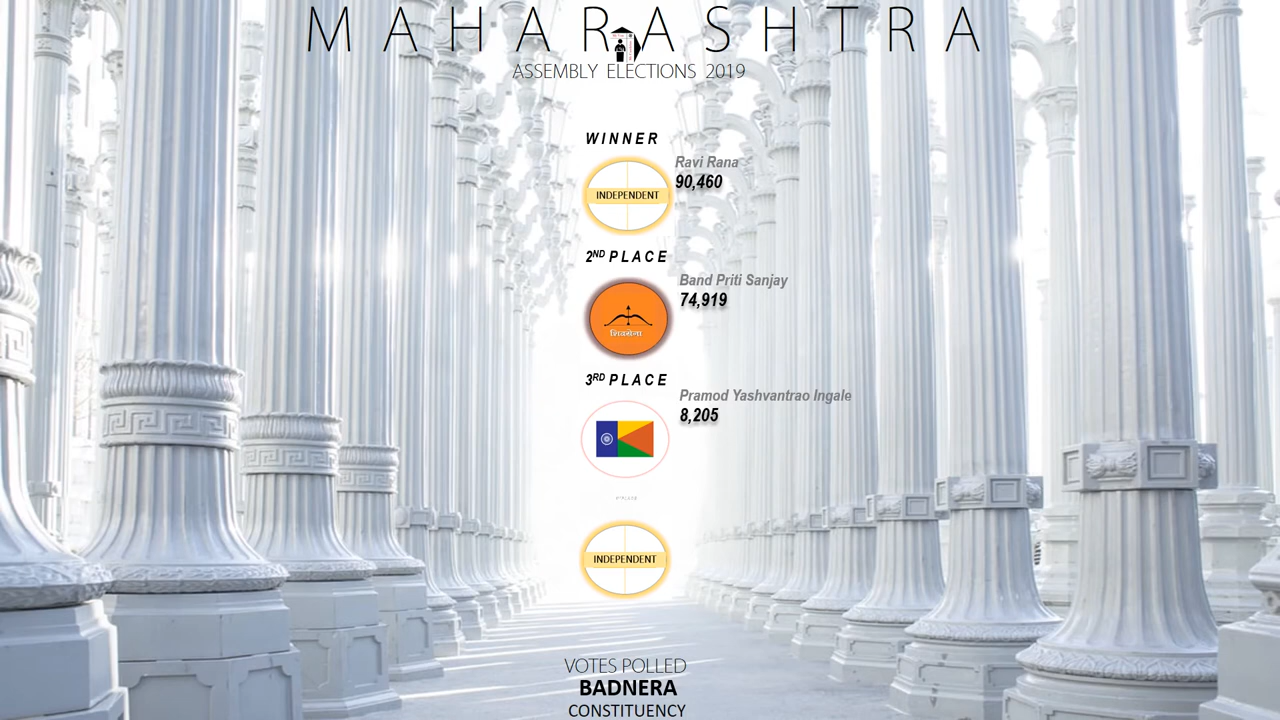 MAHARASHTRA
ASSEMBLY ELECTIONS 2019
WINNER
Ravi Rana
90,460
INDEPENDENT
2ND PLACE
Band Priti Sanjay
74,919
शिवसेना
3RD PLACE
Pramod Yashvantrao Ingale
8,205
INDEPENDENT
VOTES POLLED
BADNERA
CONSTITUENCY